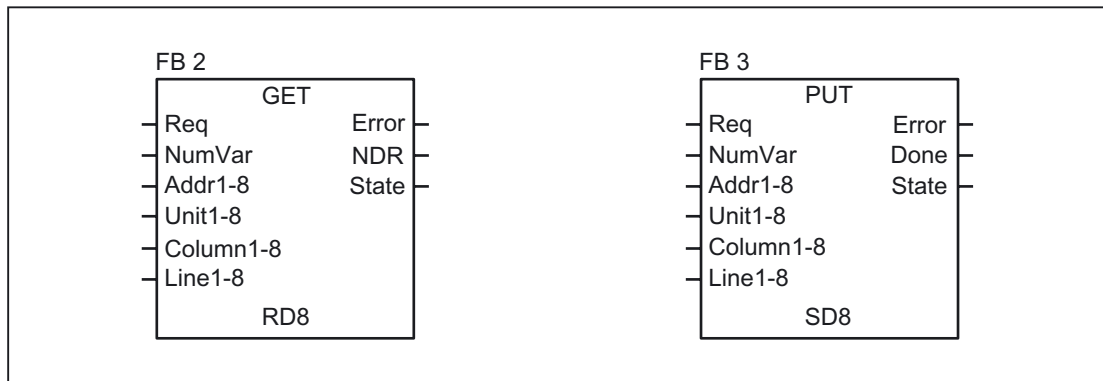 FB 2
GET
Req Error
NumVar NDR
Addr1-8 State
Unit1-8
Column1-8
Line1-8
RD8
FB 3
PUT
Req Error
NumVar Done
Addr1-8 State
Unit1-8
Column1-8
Line1-8
SD8